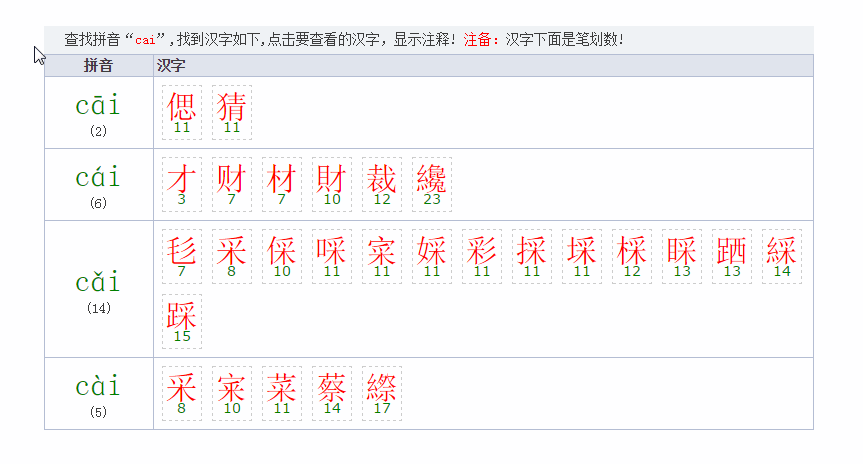 查找拼音“cai”,找到汉字如下,点击要查看的汉字，显示注释! 注备：汉字下面是笔划数!
拼音 汉字
cāi 偲 猜
(2) 11 11
cái 才 财 材 財 裁 纔
(6) 3 7 7 10 12 23
毝 采 倸 啋 寀 婇 彩 採 埰 棌 睬 跴 綵
7 8 10 11 11 11 11 11 11 12 13 13 14
cǎi
(14)
踩
15
cài 采 寀 菜 蔡 縩
(5) 8 10 11 14 17